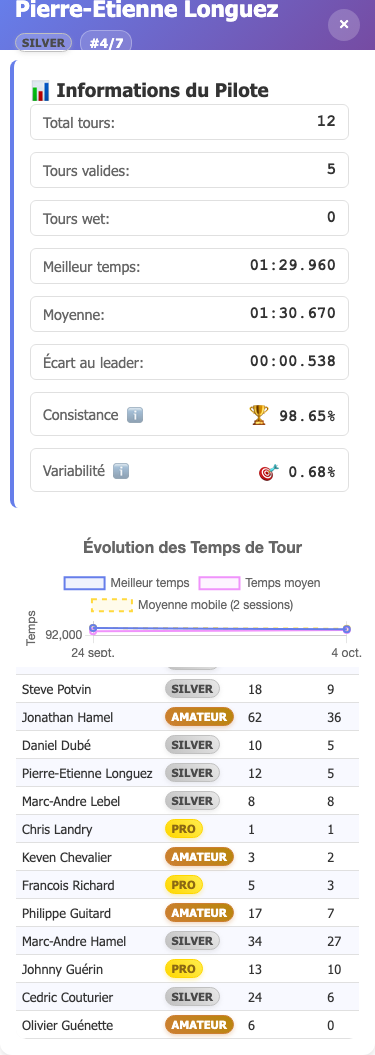 Pierre-Etienne Longuez
SILVER #4/7
×
Informations du Pilote
Total tours: 12
Tours valides: 5
Tours wet: 0
Meilleur temps: 01:29.960
Moyenne: 01:30.670
Écart au leader: 00:00.538
Consistance 98.65%
Variabilité 0.68%
Évolution des Temps de Tour
Meilleur temps Temps moyen
Moyenne mobile (2 sessions)
Temps
92,000
24 sept. 4 oct.
Steve Potvin SILVER 18 9
Jonathan Hamel AMATEUR 62 36
Daniel Dubé SILVER 10 5
Pierre-Etienne Longuez SILVER 12 5
Marc-Andre Lebel SILVER 8 8
Chris Landry PRO 1 1
Keven Chevalier AMATEUR 3 2
Francois Richard PRO 5 3
Philippe Guitard AMATEUR 17 7
Marc-Andre Hamel SILVER 34 27
Johnny Guérin PRO 13 10
Cedric Couturier SILVER 24 6
Olivier Guénette AMATEUR 6 0